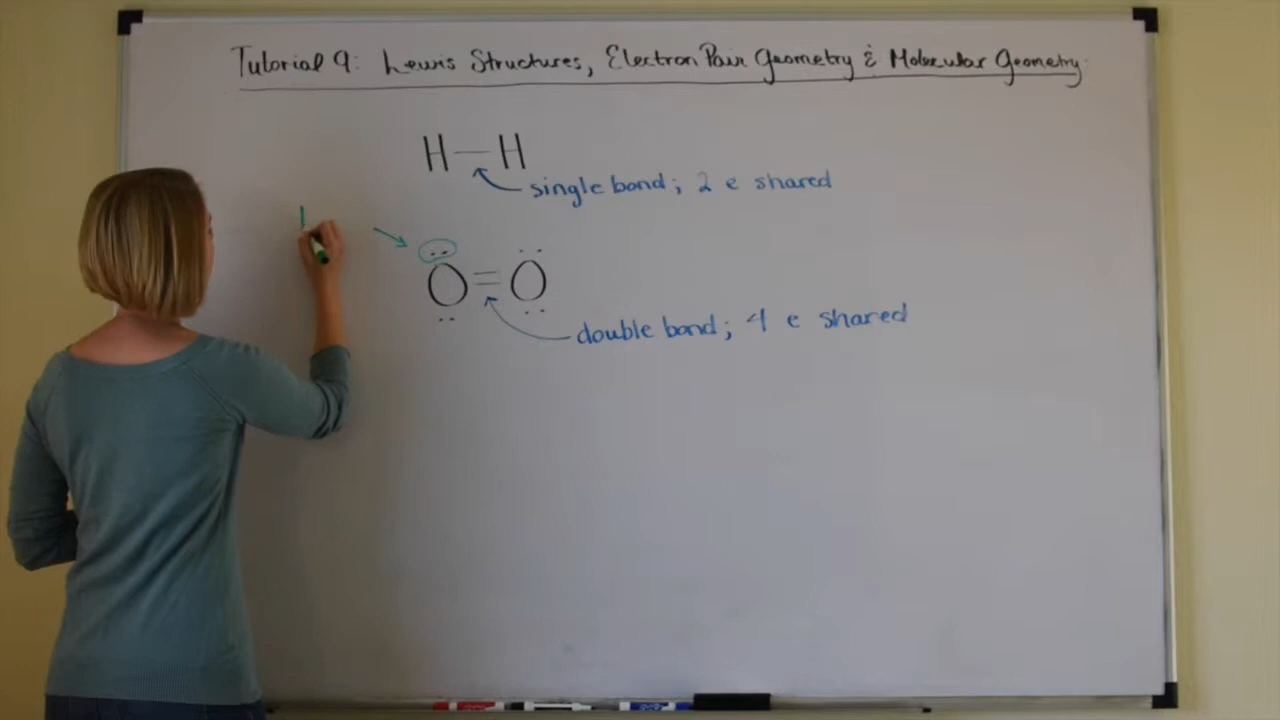 Tutorial 9: Lewis Structures, Electron Pair Geometry & Molecular Geometry.
H—H
single bond; 2 e shared
O=O
double bond; 4 e shared